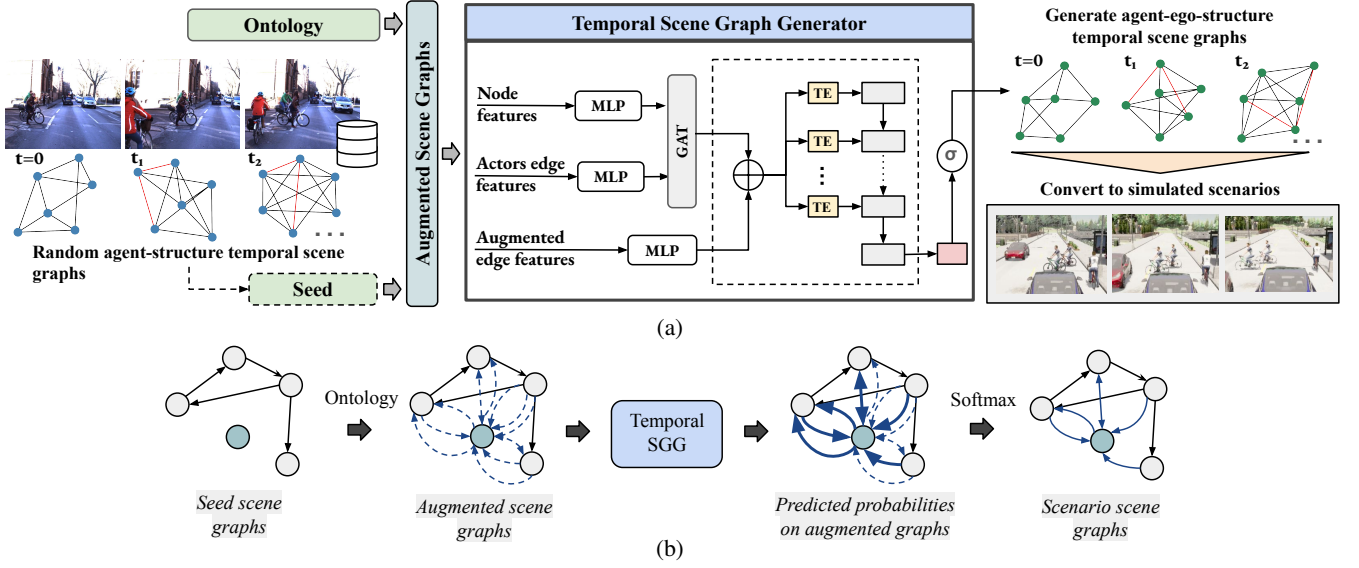 Ontology
t=0
t₁
t₂
...
Random agent-structure temporal scene
graphs
Seed
Augmented Scene Graphs
Temporal Scene Graph Generator
Node
features
MLP
Actors edge
features
MLP
GAT
Augmented
edge features
MLP
TE
TE
TE
σ
Generate agent-ego-structure
temporal scene graphs
t=0
t₁
t₂
...
Convert to simulated scenarios
(a)
Ontology
Temporal
SGG
Softmax
Seed scene
graphs
Augmented scene
graphs
Predicted probabilities
on augmented graphs
Scenario scene
graphs
(b)